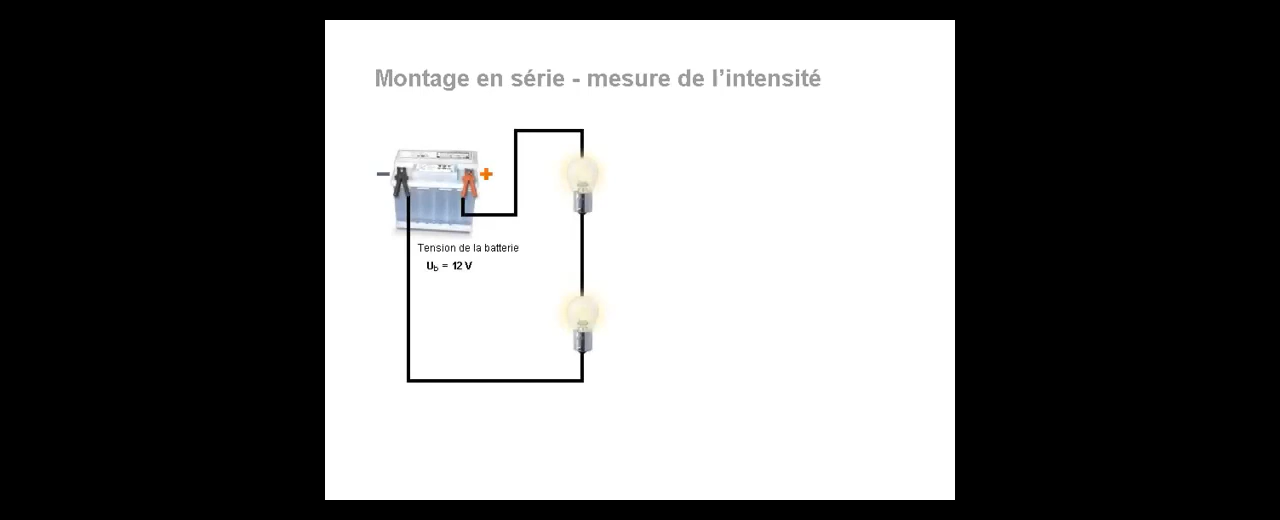 Montage en série - mesure de l’intensité
− +
Tension de la batterie
Ub = 12 V